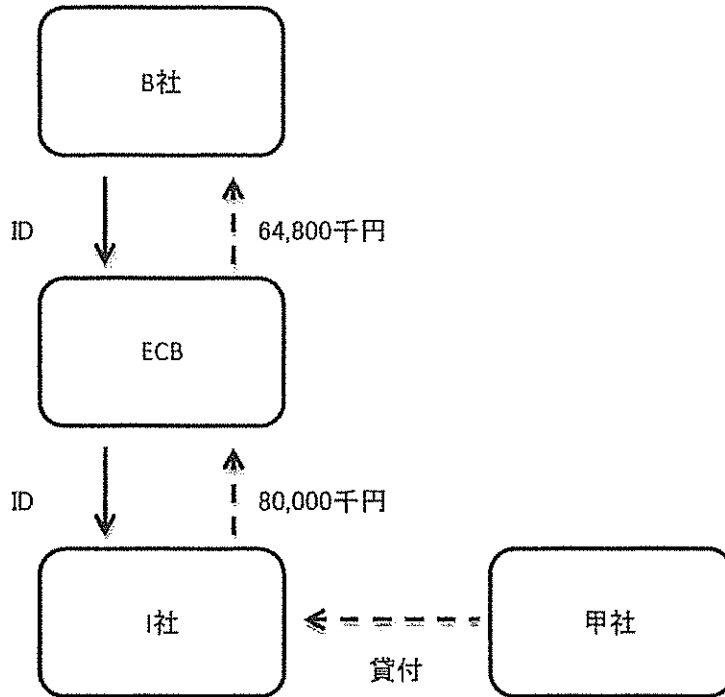 B社
ID
64,800千円
ECB
ID
80,000千円
I社
甲社
貸付